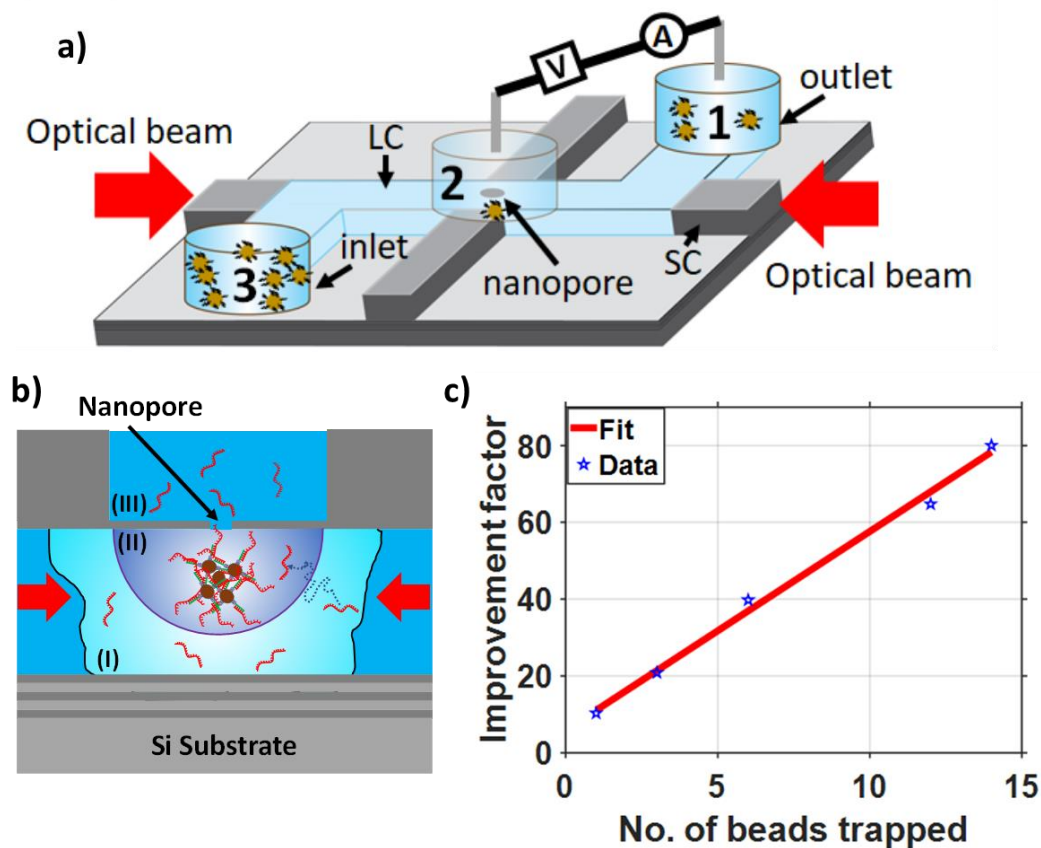 a)
V
A
outlet
1
Optical beam
LC
2
inlet
3
nanopore
SC
Optical beam
b)
Nanopore
(III)
(II)
(I)
Si Substrate
c)
Improvement factor
Fit
Data
80
60
40
20
0
0
5
10
15
No. of beads trapped